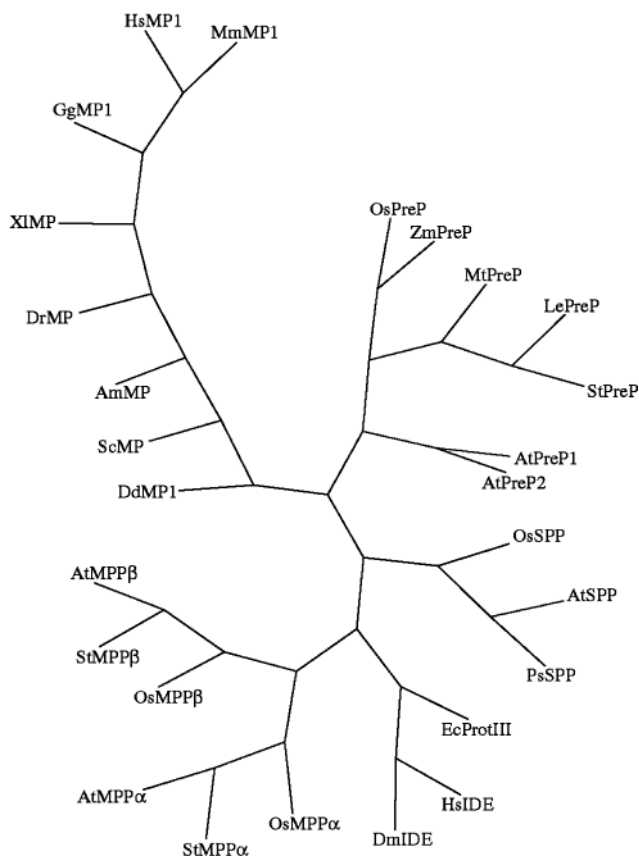 HsMP1
MmMP1
GgMP1
XlMP
OsPreP
ZmPreP
MtPreP
LePreP
DrMP
StPreP
AmMP
ScMP
AtPreP1
AtPreP2
DdMP1
OsSPP
AtMPPβ
AtSPP
StMPPβ
PsSPP
OsMPPβ
EcProtIII
AtMPPα
HsIDE
OsMPPα
DmIDE
StMPPα